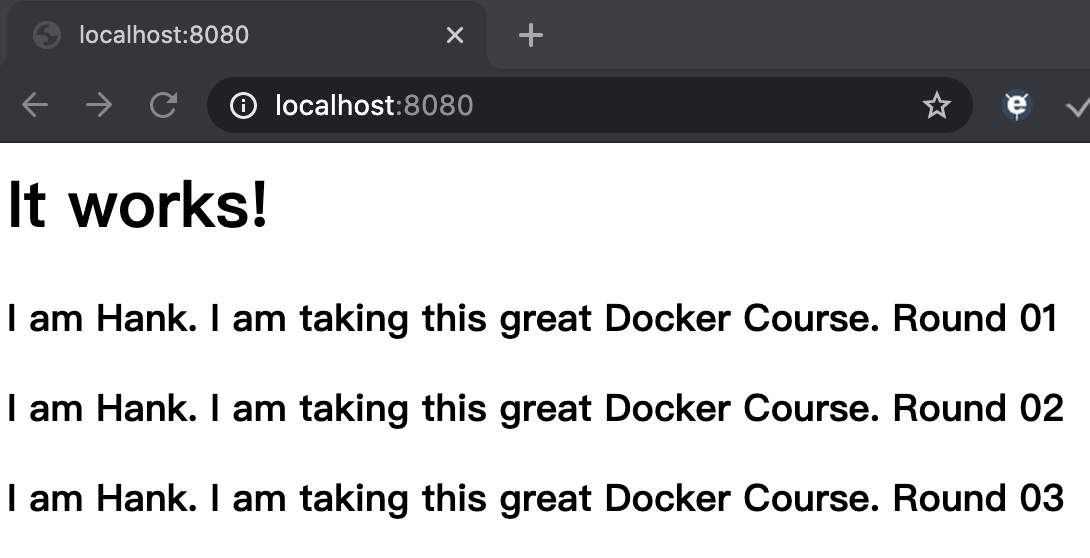 localhost:8080
localhost:8080
It works!
I am Hank. I am taking this great Docker Course. Round 01
I am Hank. I am taking this great Docker Course. Round 02
I am Hank. I am taking this great Docker Course. Round 03